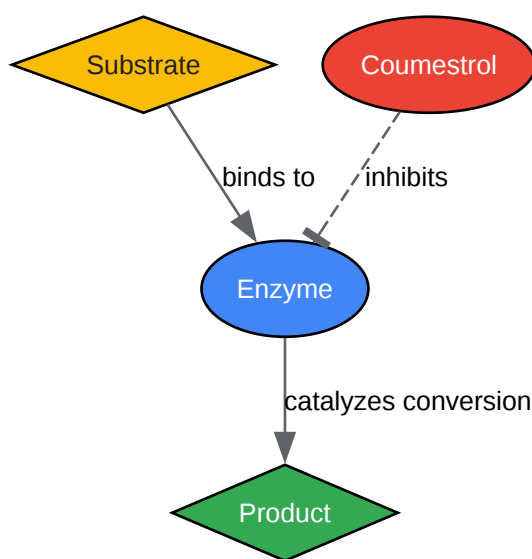 Substrate
Coumestrol
binds to
inhibits
Enzyme
catalyzes conversion
Product